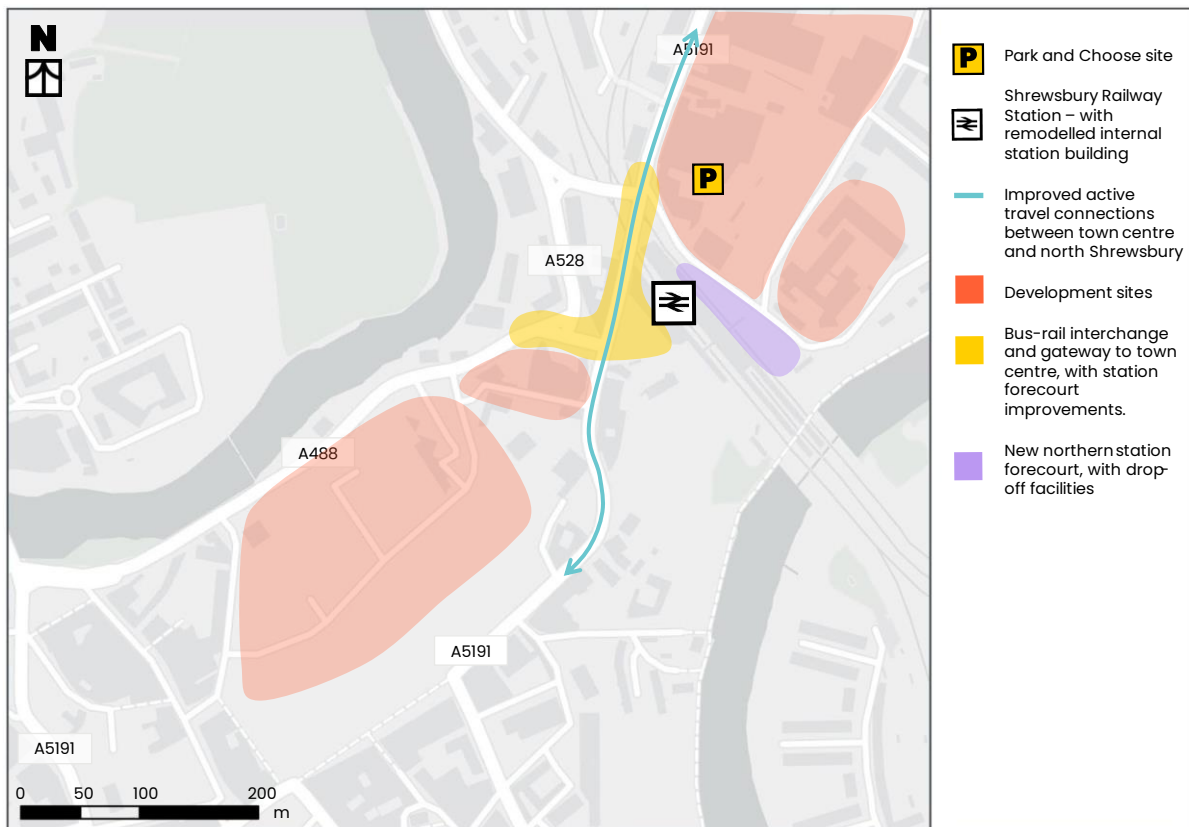 N
A5191
P
A528
A488
A5191
A5191
0 50 100 200
m
P
Park and Choose site
Shrewsbury Railway
Station – with
remodelled internal
station building
Improved active
travel connections
between town centre
and north Shrewsbury
Development sites
Bus-rail interchange
and gateway to town
centre, with station
forecourt
improvements.
New northern station
forecourt, with drop-
off facilities